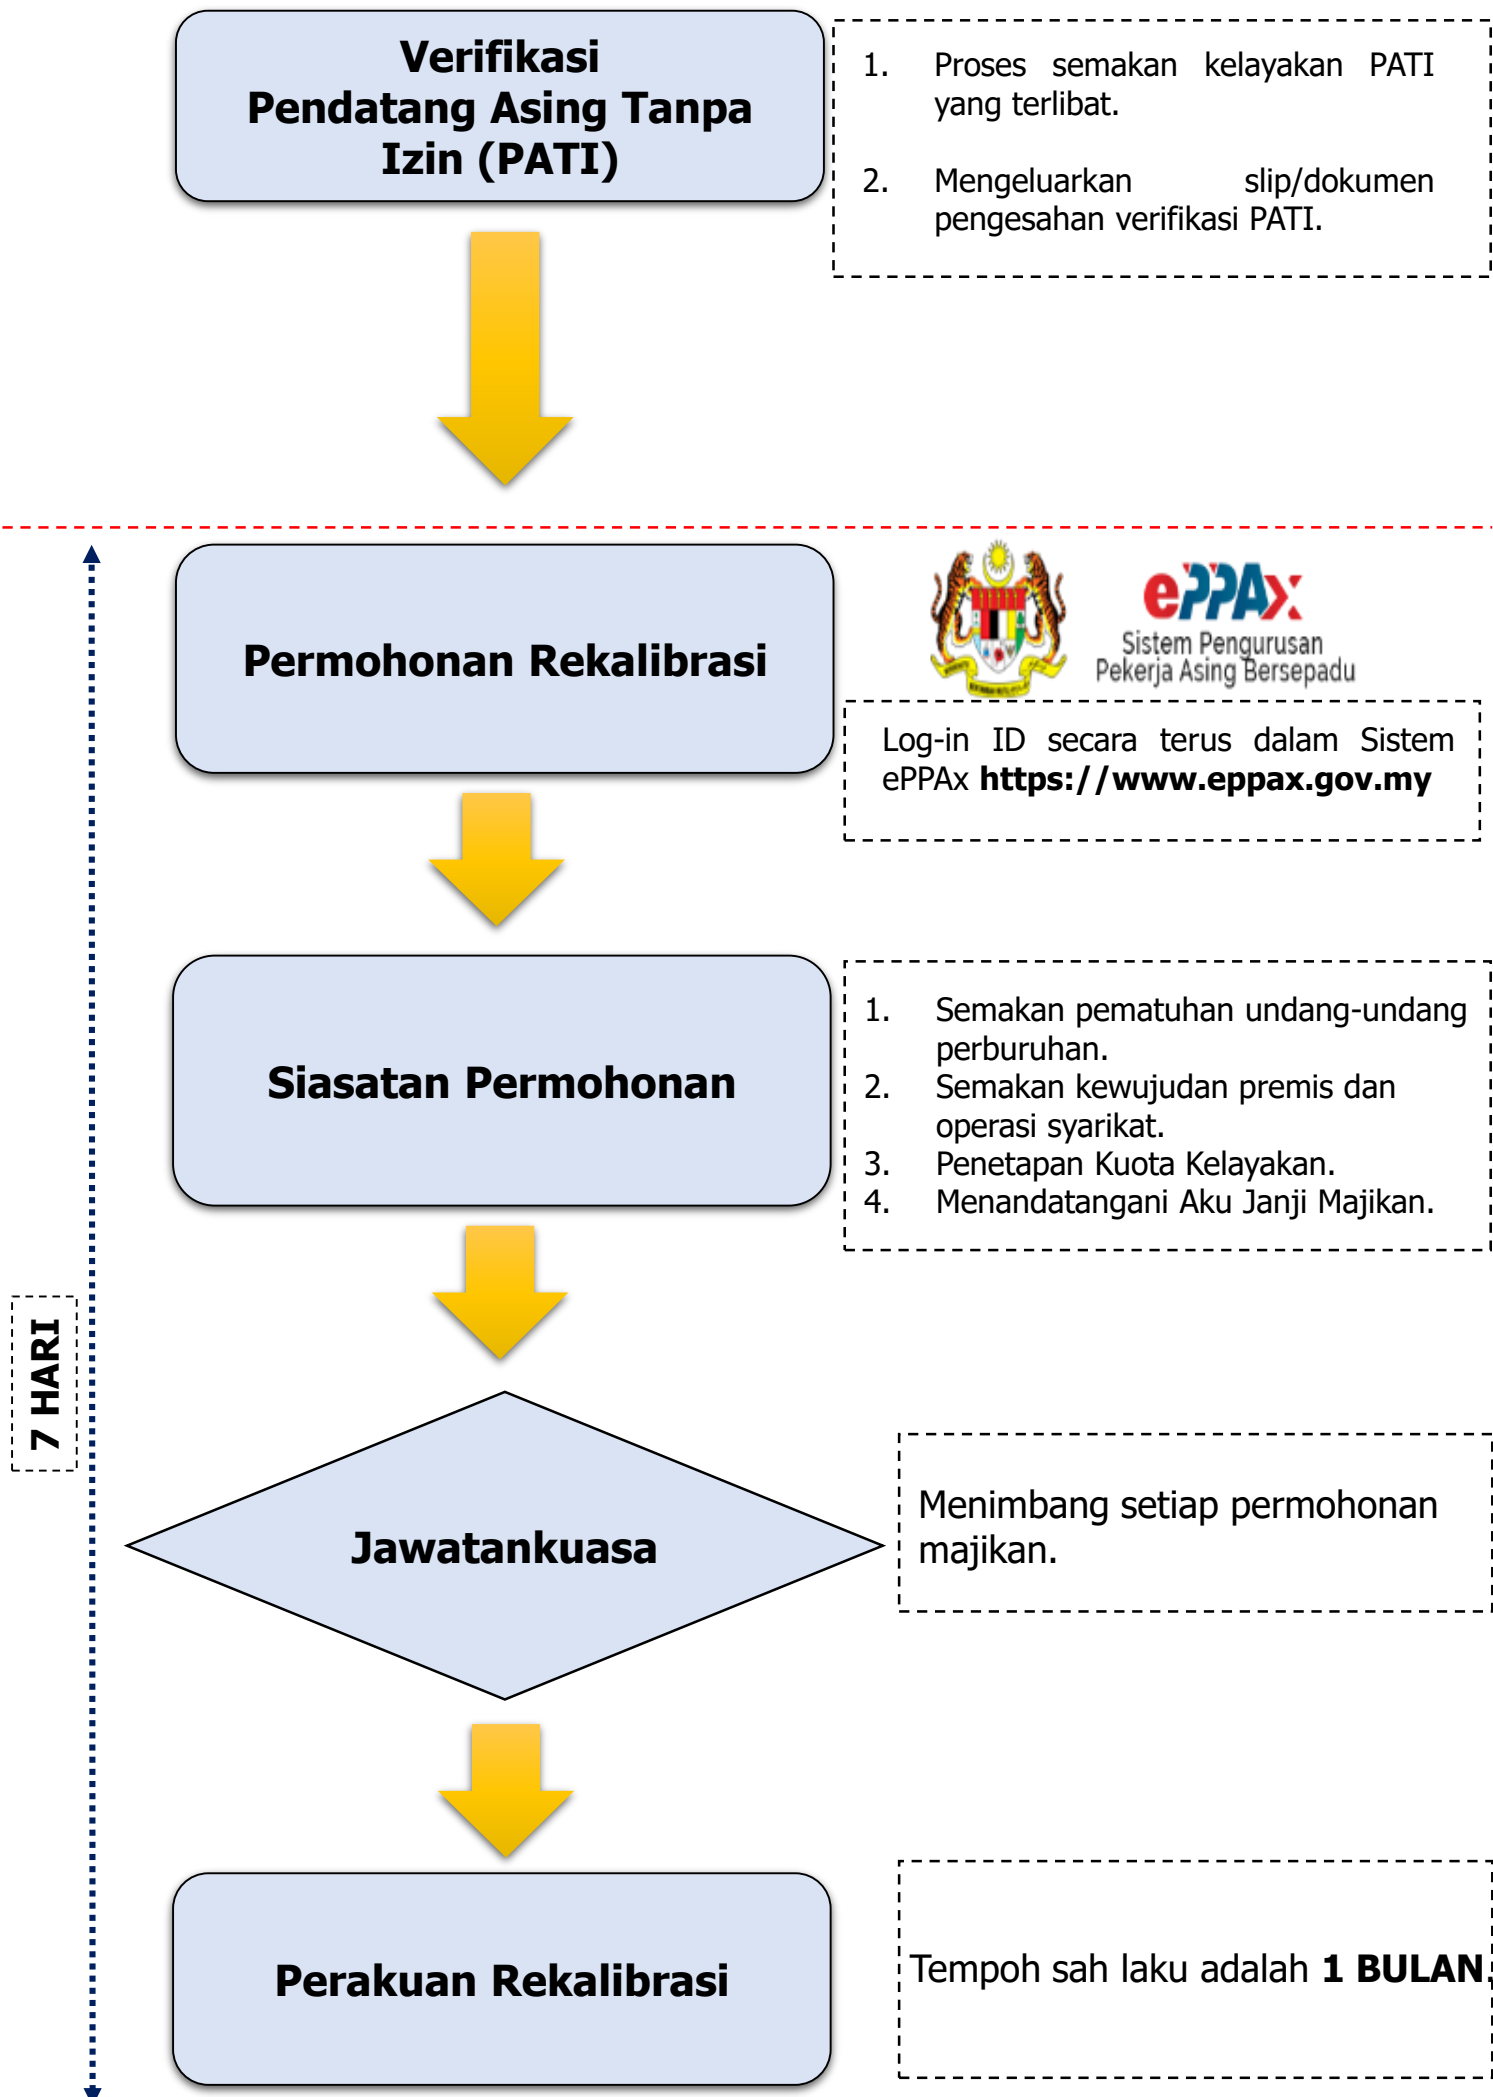 Verifikasi
Pendatang Asing Tanpa
Izin (PATI)
1. Proses semakan kelayakan PATI
yang terlibat.
2. Mengeluarkan slip/dokumen
pengesahan verifikasi PATI.
Permohonan Rekalibrasi
ePPAx
Sistem Pengurusan
Pekerja Asing Bersepadu
Log-in ID secara terus dalam Sistem
ePPAx https://www.eppax.gov.my
Siasatan Permohonan
1. Semakan pematuhan undang-undang
perburuhan.
2. Semakan kewujudan premis dan
operasi syarikat.
3. Penetapan Kuota Kelayakan.
4. Menandatangani Aku Janji Majikan.
7 HARI
Jawatankuasa
Menimbang setiap permohonan
majikan.
Perakuan Rekalibrasi
Tempoh sah laku adalah 1 BULAN.